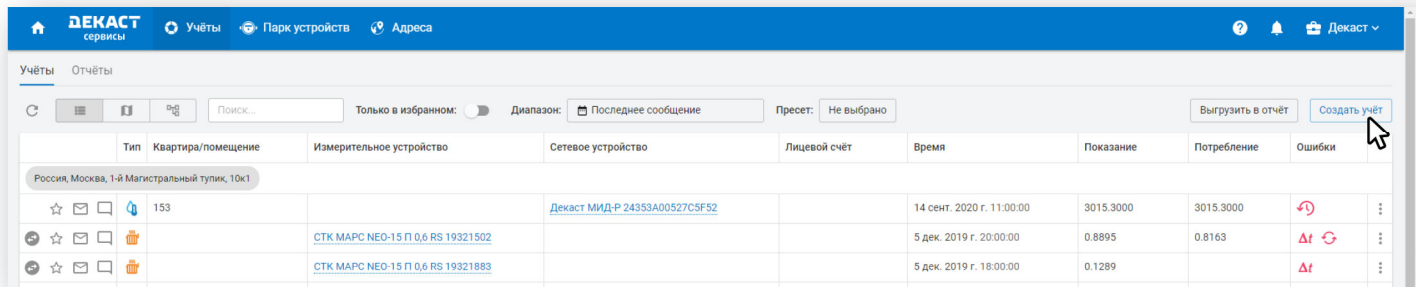 ДЕКАСТ
сервисы
Учёты
Парк устройств
Адреса
?
Декаст
Учёты Отчёты
Поиск... Только в избранном: Диапазон: Последнее сообщение Пресет: Не выбрано Выгрузить в отчёт Создать учёт
Тип Квартира/помещение Измерительное устройство Сетевое устройство Лицевой счёт Время Показание Потребление Ошибки
Россия, Москва, 1-й Магистральный тупик, 10к1
153 Декаст МИД-Р 24353A00527C5F52 14 сент. 2020 г. 11:00:00 3015.3000 3015.3000
СТК МАРС NEO-15 П 0,6 RS 19321502 5 дек. 2019 г. 20:00:00 0.8895 0.8163 Δt
СТК МАРС NEO-15 П 0,6 RS 19321883 5 дек. 2019 г. 18:00:00 0.1289 Δt